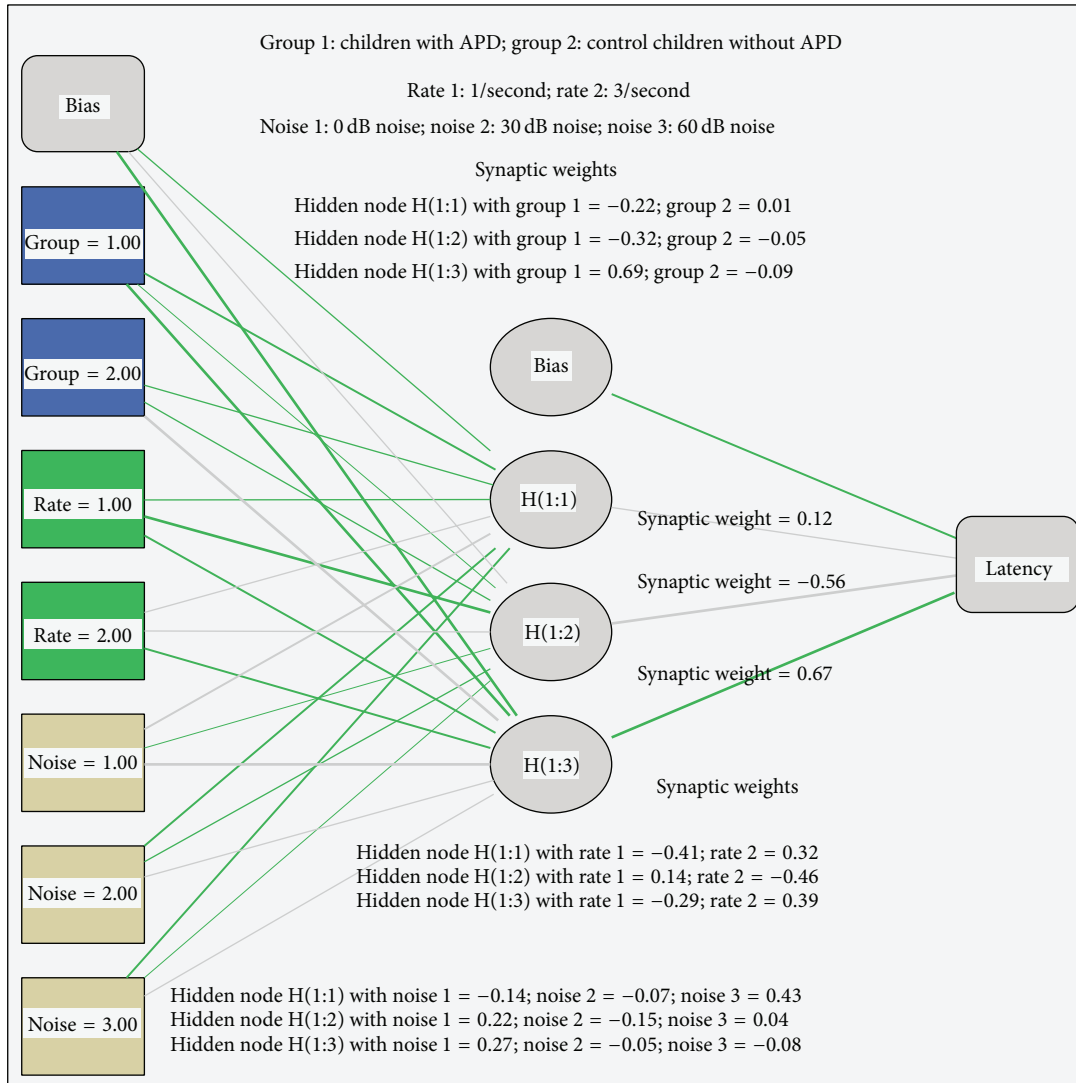 Group 1: children with APD; group 2: control children without APD
Rate 1: 1/second; rate 2: 3/second
Noise 1: 0 dB noise; noise 2: 30 dB noise; noise 3: 60 dB noise
Synaptic weights
Hidden node H(1:1) with group 1 = −0.22; group 2 = 0.01
Hidden node H(1:2) with group 1 = −0.32; group 2 = −0.05
Hidden node H(1:3) with group 1 = 0.69; group 2 = −0.09
Bias
Group = 1.00
Group = 2.00
Rate = 1.00
Rate = 2.00
Noise = 1.00
Noise = 2.00
Noise = 3.00
Bias
H(1:1)
H(1:2)
H(1:3)
Synaptic weight = 0.12
Synaptic weight = −0.56
Synaptic weight = 0.67
Latency
Synaptic weights
Hidden node H(1:1) with rate 1 = −0.41; rate 2 = 0.32
Hidden node H(1:2) with rate 1 = 0.14; rate 2 = −0.46
Hidden node H(1:3) with rate 1 = −0.29; rate 2 = 0.39
Hidden node H(1:1) with noise 1 = −0.14; noise 2 = −0.07; noise 3 = 0.43
Hidden node H(1:2) with noise 1 = 0.22; noise 2 = −0.15; noise 3 = 0.04
Hidden node H(1:3) with noise 1 = 0.27; noise 2 = −0.05; noise 3 = −0.08